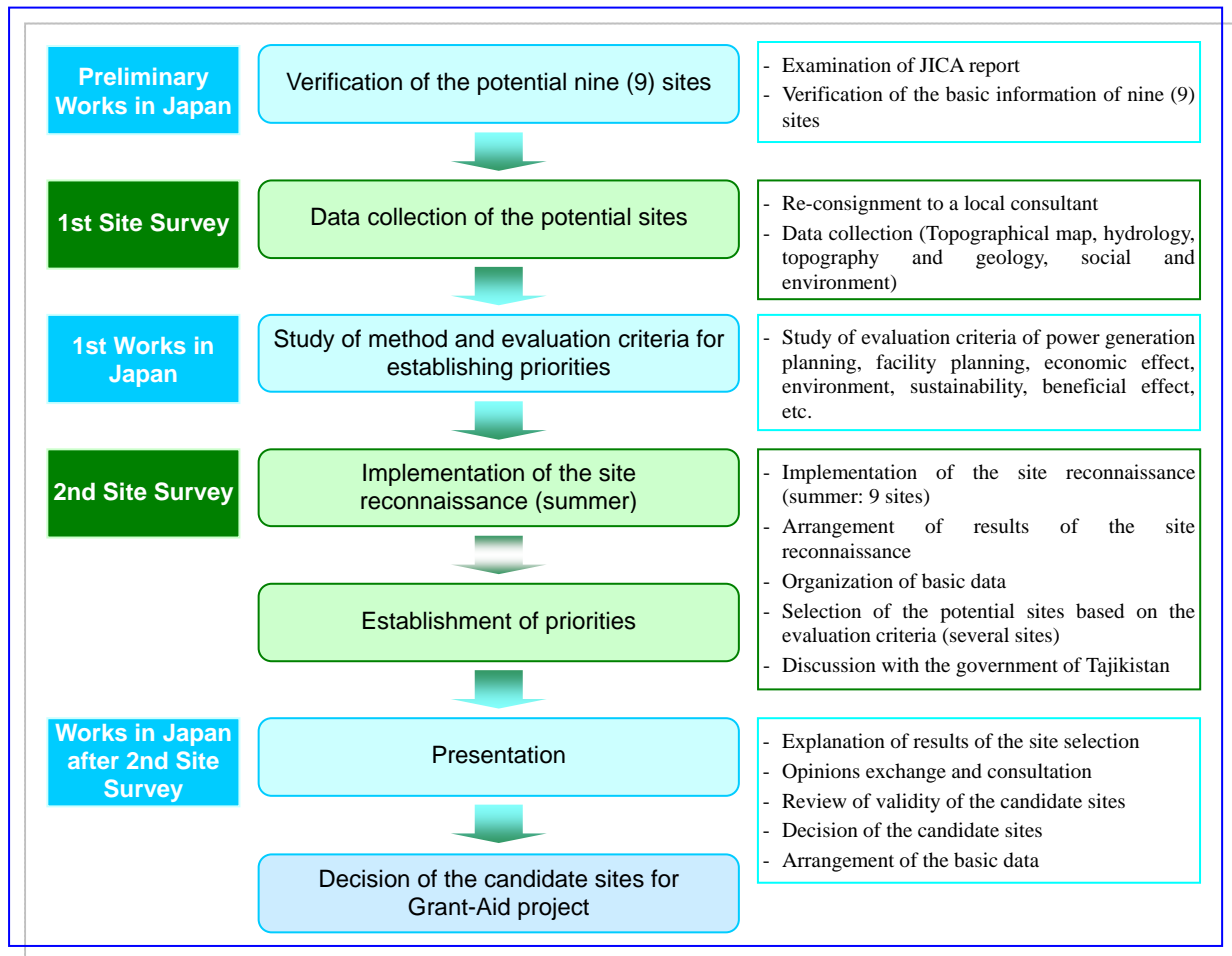 Preliminary
Works in Japan
Verification of the potential nine (9) sites
- Examination of JICA report
- Verification of the basic information of nine (9)
sites
1st Site Survey
Data collection of the potential sites
- Re-consignment to a local consultant
- Data collection (Topographical map, hydrology,
topography and geology, social and
environment)
1st Works in
Japan
Study of method and evaluation criteria for
establishing priorities
- Study of evaluation criteria of power generation
planning, facility planning, economic effect,
environment, sustainability, beneficial effect,
etc.
2nd Site Survey
Implementation of the site
reconnaissance (summer)
- Implementation of the site reconnaissance
(summer: 9 sites)
- Arrangement of results of the site
reconnaissance
- Organization of basic data
- Selection of the potential sites based on the
evaluation criteria (several sites)
- Discussion with the government of Tajikistan
Establishment of priorities
Works in Japan
after 2nd Site
Survey
Presentation
- Explanation of results of the site selection
- Opinions exchange and consultation
- Review of validity of the candidate sites
- Decision of the candidate sites
- Arrangement of the basic data
Decision of the candidate sites for
Grant-Aid project